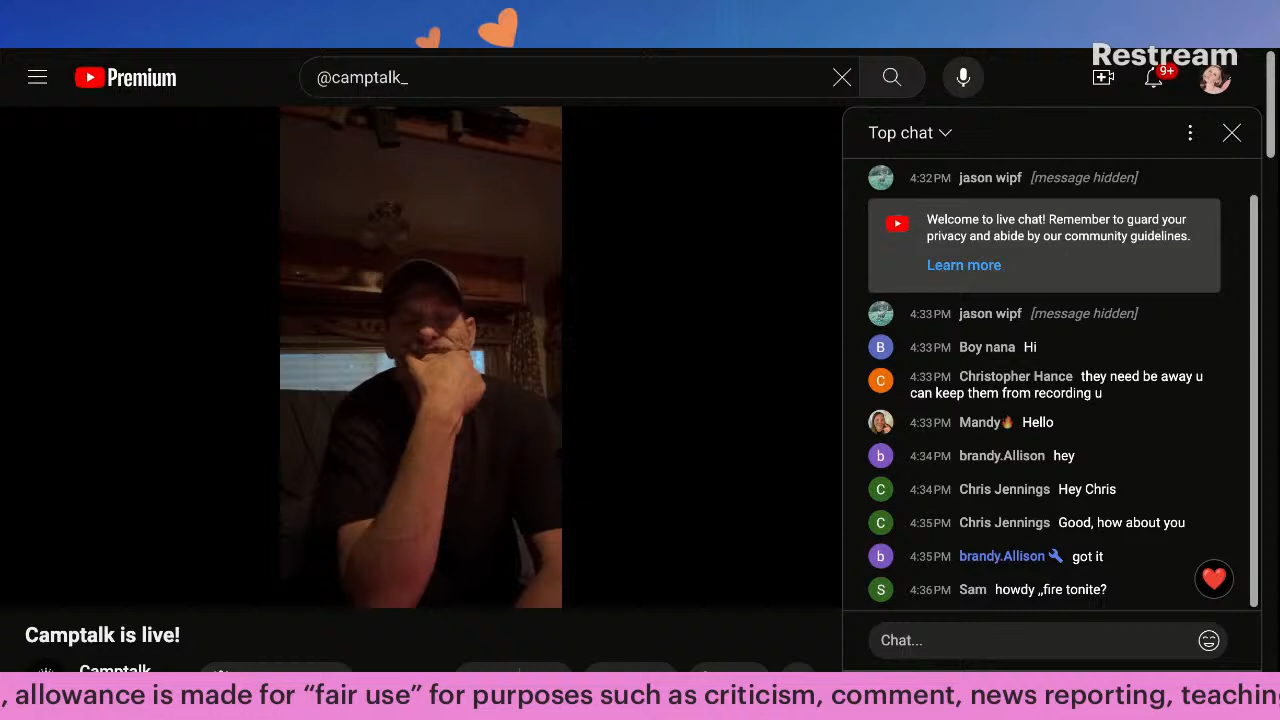 Restream
Premium
@camptalk_
9+
Top chat
4:32 PM jason wipf [message hidden]
Welcome to live chat! Remember to guard your
privacy and abide by our community guidelines.
Learn more
4:33 PM jason wipf [message hidden]
B 4:33 PM Boy nana Hi
C 4:33 PM Christopher Hance they need be away u
can keep them from recording u
4:33 PM Mandy🔥 Hello
b 4:34 PM brandy.Allison hey
C 4:34 PM Chris Jennings Hey Chris
C 4:35 PM Chris Jennings Good, how about you
b 4:35 PM brandy.Allison got it
S 4:36 PM Sam howdy ,,fire tonite?
Camptalk is live!
Chat...
Camptalk
, allowance is made for “fair use” for purposes such as criticism, comment, news reporting, teaching